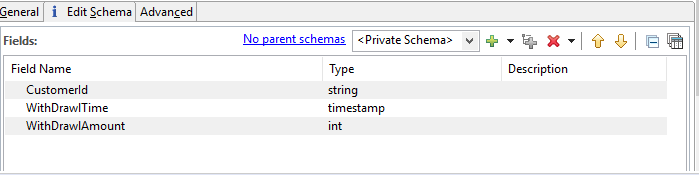 General Edit Schema Advanced
Fields: No parent schemas <Private Schema>
Field Name Type Description
CustomerId string
WithDrawlTime timestamp
WithDrawlAmount int